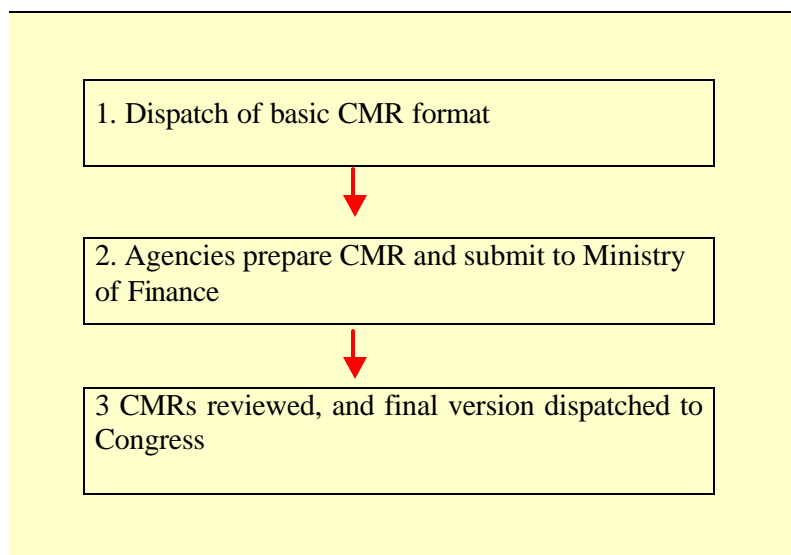 1. Dispatch of basic CMR format
2. Agencies prepare CMR and submit to Ministry
of Finance
3 CMRs reviewed, and final version dispatched to
Congress